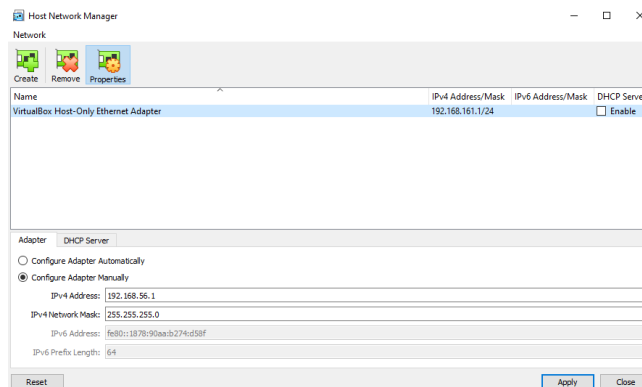 Host Network Manager
Network
Create Remove Properties
Name IPv4 Address/Mask IPv6 Address/Mask DHCP Serve
VirtualBox Host-Only Ethernet Adapter 192.168.161.1/24 Enable
Adapter DHCP Server
Configure Adapter Automatically
Configure Adapter Manually
IPv4 Address: 192.168.56.1
IPv4 Network Mask: 255.255.255.0
IPv6 Address: fe80::1878:90aa:b274:d58f
IPv6 Prefix Length: 64
Reset Apply Close